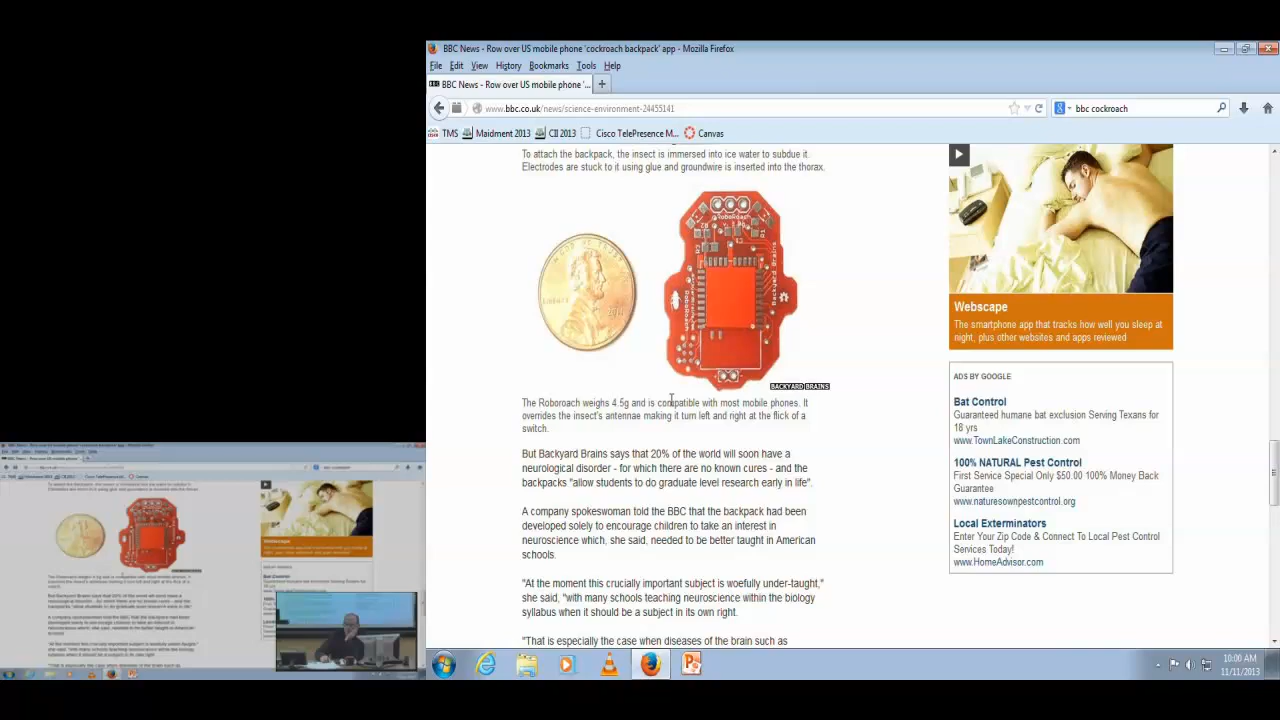 BBC News - Row over US mobile phone 'cockroach backpack' app - Mozilla Firefox
File Edit View History Bookmarks Tools Help
BBC News - Row over US mobile phone '...
www.bbc.co.uk/news/science-environment-24455141
bbc cockroach
TMS Maidment 2013 CII 2013 Cisco TelePresence M... Canvas
To attach the backpack, the insect is immersed into ice water to subdue it.
Electrodes are stuck to it using glue and groundwire is inserted into the thorax.
RoboRoach
Backyard Brains
LIBERTY
2011
BACKYARD BRAINS
The Roboroach weighs 4.5g and is compatible with most mobile phones. It
overrides the insect's antennae making it turn left and right at the flick of a
switch.
But Backyard Brains says that 20% of the world will soon have a
neurological disorder - for which there are no known cures - and the
backpacks "allow students to do graduate level research early in life".
A company spokeswoman told the BBC that the backpack had been
developed solely to encourage children to take an interest in
neuroscience which, she said, needed to be better taught in American
schools.
"At the moment this crucially important subject is woefully under-taught,"
she said, "with many schools teaching neuroscience within the biology
syllabus when it should be a subject in its own right.
"That is especially the case when diseases of the brain such as
Webscape
The smartphone app that tracks how well you sleep at
night, plus other websites and apps reviewed
ADS BY GOOGLE
Bat Control
Guaranteed humane bat exclusion Serving Texans for
18 yrs
www.TownLakeConstruction.com
100% NATURAL Pest Control
First Service Special Only $50.00 100% Money Back
Guarantee
www.naturesownpestcontrol.org
Local Exterminators
Enter Your Zip Code & Connect To Local Pest Control
Services Today!
www.HomeAdvisor.com
10:00 AM
11/11/2013